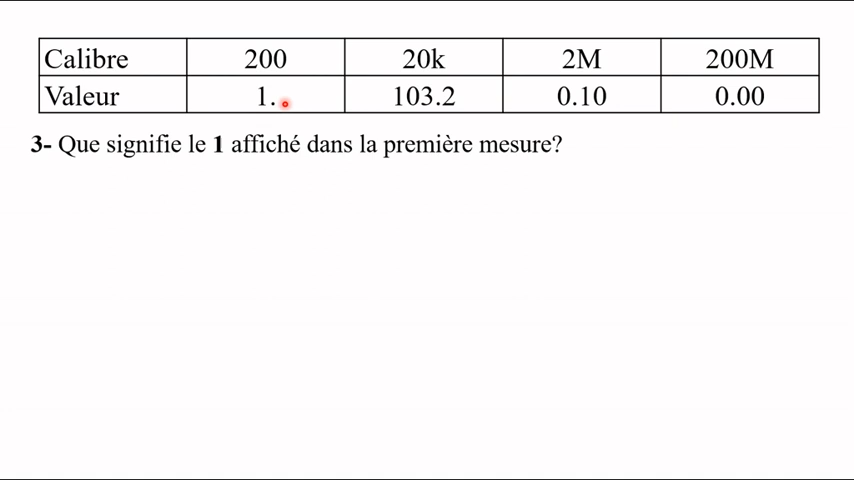 Calibre 200 20k 2M 200M
Valeur 1. 103.2 0.10 0.00
3- Que signifie le 1 affiché dans la première mesure?